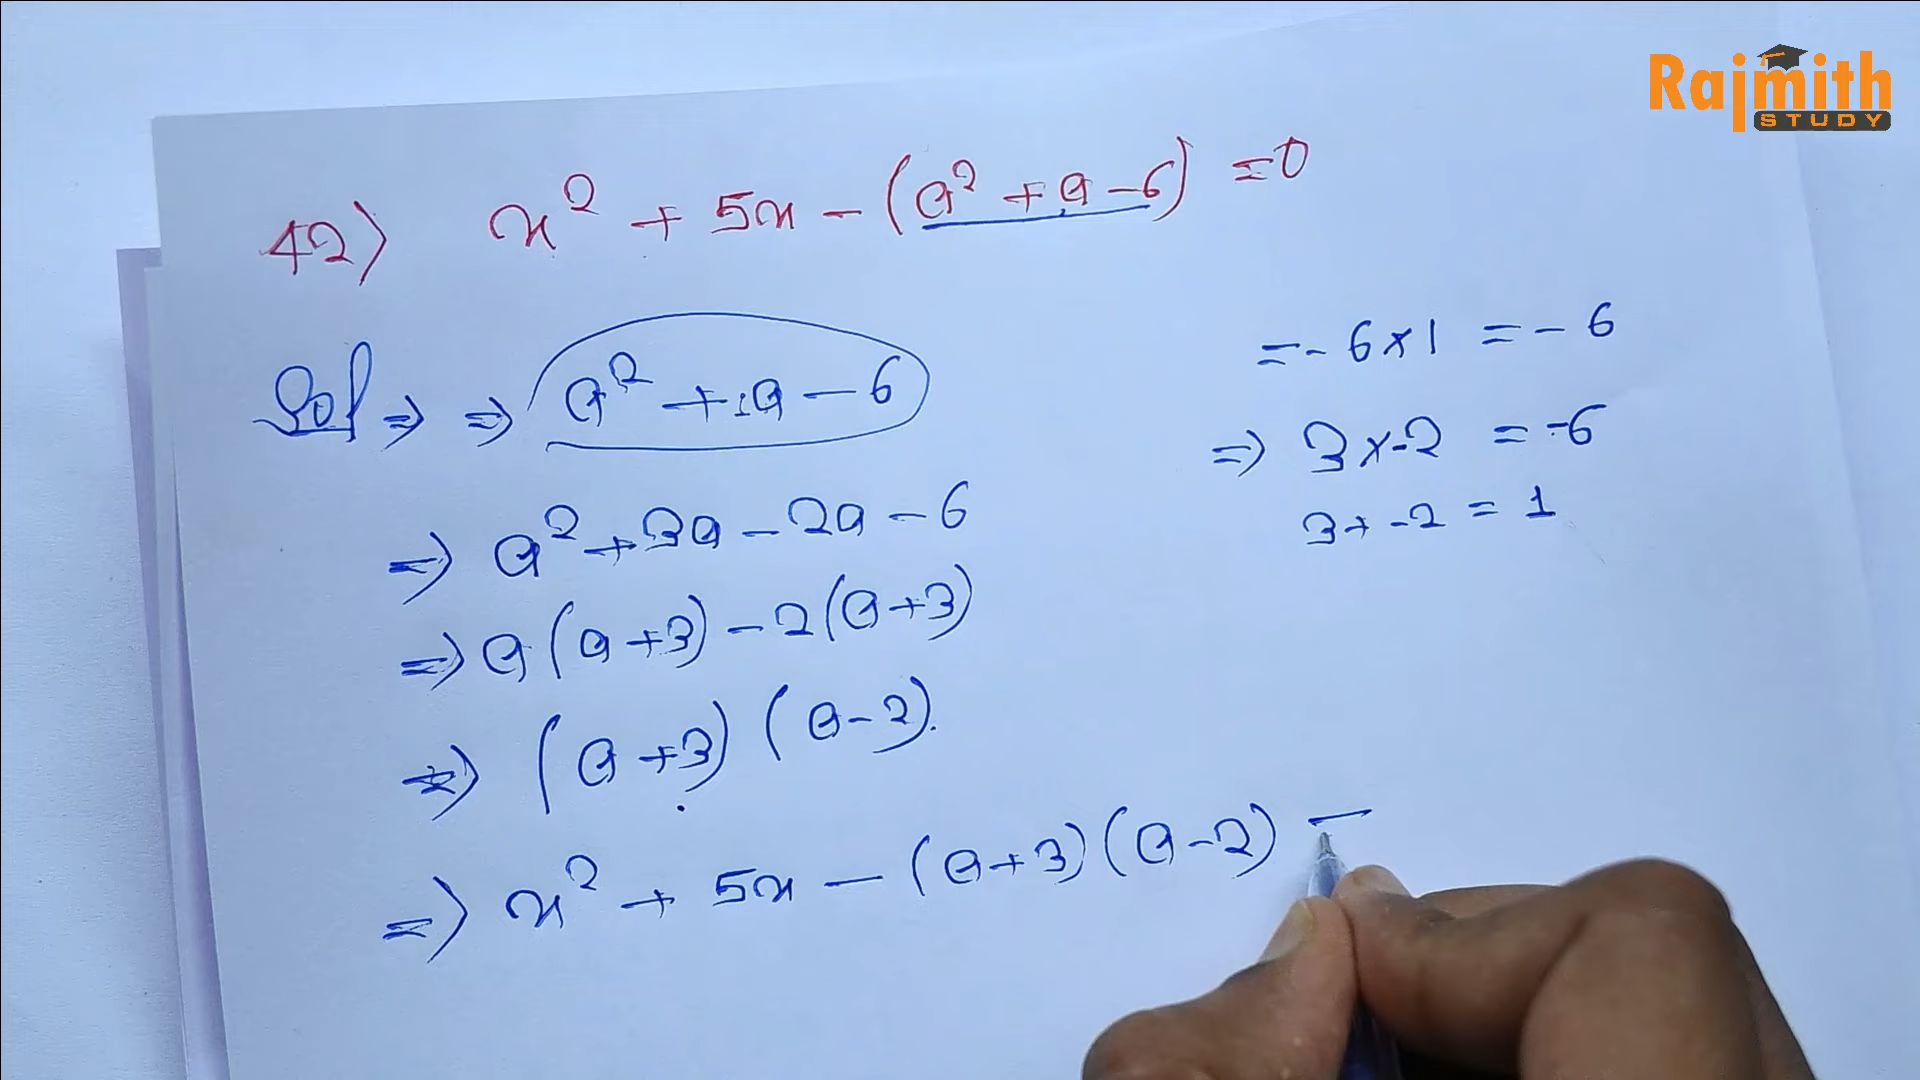 Rajmith
STUDY
42) x² + 5x - (a² + a - 6) = 0
Sol ⇒ ⇒ a² + 1a - 6
= - 6 × 1 = - 6
⇒ 3 × -2 = -6
3 + -2 = 1
⇒ a² + 3a - 2a - 6
⇒ a (a + 3) - 2 (a + 3)
⇒ (a + 3) (a - 2)
⇒ x² + 5x - (a + 3) (a - 2) -